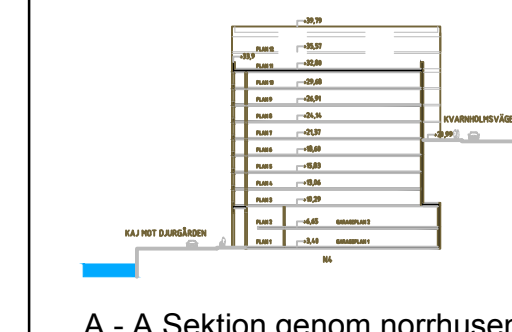 +39,79
PLAN 12 +35,57
+33,9
PLAN 11 +32,80
PLAN 10 +29,68
PLAN 9 +26,91
PLAN 8 +24,14
KVARNHOLMSVÄGE
PLAN 7 +21,37
+20,99
PLAN 6 +18,60
PLAN 5 +15,83
PLAN 4 +13,06
PLAN 3 +10,29
PLAN 2 +6,65 GARAGEPLAN 2
KAJ MOT DJURGÅRDEN
PLAN 1 +3,40 GARAGEPLAN 1
N4
A - A Sektion genom norrhusen